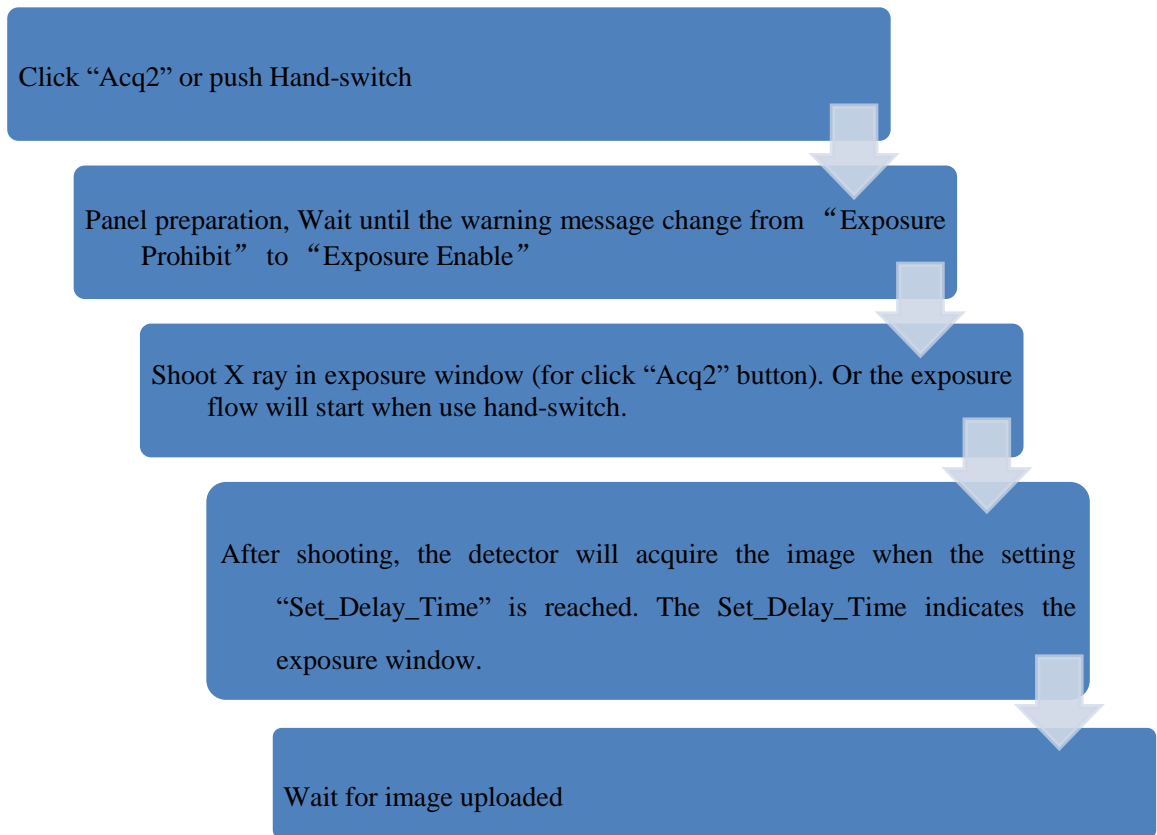 Click “Acq2” or push Hand-switch
Panel preparation, Wait until the warning message change from “Exposure
Prohibit” to “Exposure Enable”
Shoot X ray in exposure window (for click “Acq2” button). Or the exposure
flow will start when use hand-switch.
After shooting, the detector will acquire the image when the setting
“Set_Delay_Time” is reached. The Set_Delay_Time indicates the
exposure window.
Wait for image uploaded